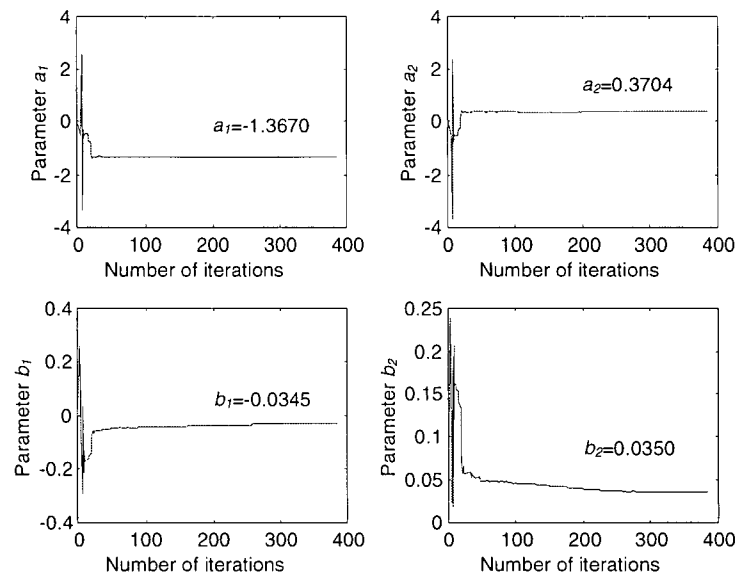 4
2
0
-2
-4
Parameter a1
a1=-1.3670
0 100 200 300 400
Number of iterations
4
2
0
-2
-4
Parameter a2
a2=0.3704
0 100 200 300 400
Number of iterations
0.4
0.2
0
-0.2
-0.4
Parameter b1
b1=-0.0345
0 100 200 300 400
Number of iterations
0.25
0.2
0.15
0.1
0.05
0
Parameter b2
b2=0.0350
0 100 200 300 400
Number of iterations